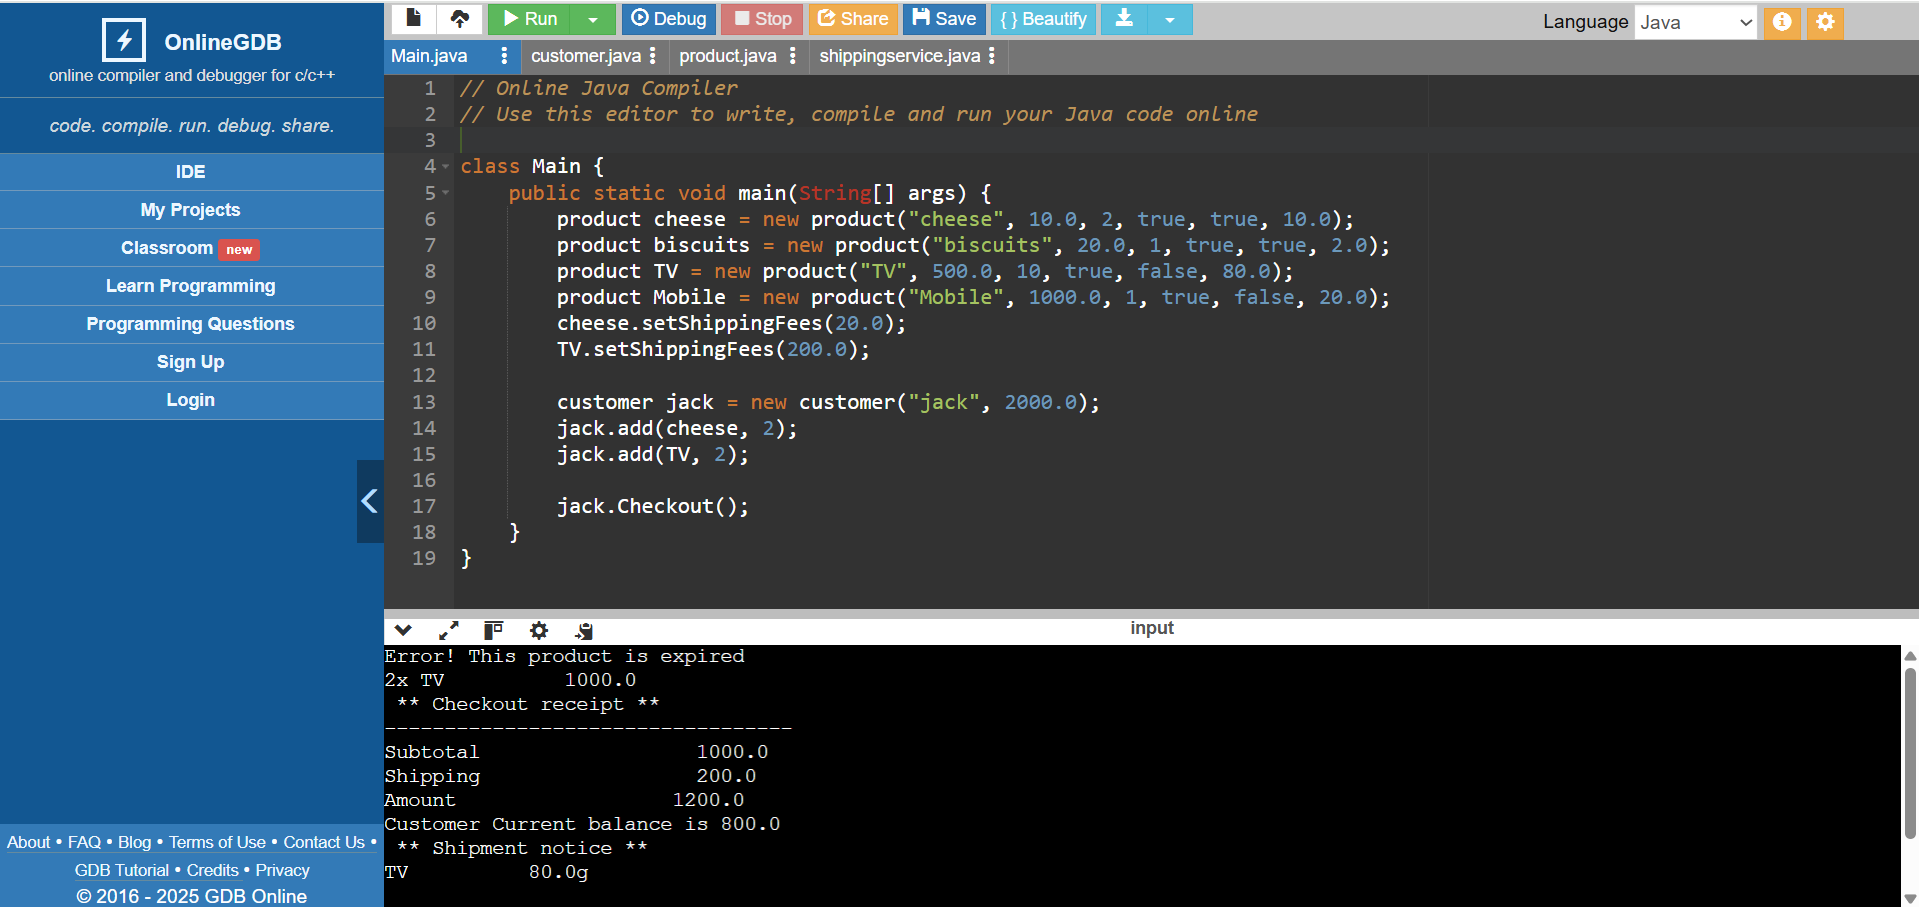 OnlineGDB
online compiler and debugger for c/c++
code. compile. run. debug. share.
IDE
My Projects
Classroom new
Learn Programming
Programming Questions
Sign Up
Login
About • FAQ • Blog • Terms of Use • Contact Us •
GDB Tutorial • Credits • Privacy
© 2016 - 2025 GDB Online
Run Debug Stop Share Save { } Beautify Language Java
Main.java customer.java product.java shippingservice.java
1 // Online Java Compiler
2 // Use this editor to write, compile and run your Java code online
3
4 class Main {
5     public static void main(String[] args) {
6         product cheese = new product("cheese", 10.0, 2, true, true, 10.0);
7         product biscuits = new product("biscuits", 20.0, 1, true, true, 2.0);
8         product TV = new product("TV", 500.0, 10, true, false, 80.0);
9         product Mobile = new product("Mobile", 1000.0, 1, true, false, 20.0);
10         cheese.setShippingFees(20.0);
11         TV.setShippingFees(200.0);
12
13         customer jack = new customer("jack", 2000.0);
14         jack.add(cheese, 2);
15         jack.add(TV, 2);
16
17         jack.Checkout();
18     }
19 }
input
Error! This product is expired
2x TV          1000.0
 ** Checkout receipt **
----------------------------------
Subtotal                  1000.0
Shipping                  200.0
Amount                  1200.0
Customer Current balance is 800.0
 ** Shipment notice **
TV          80.0g